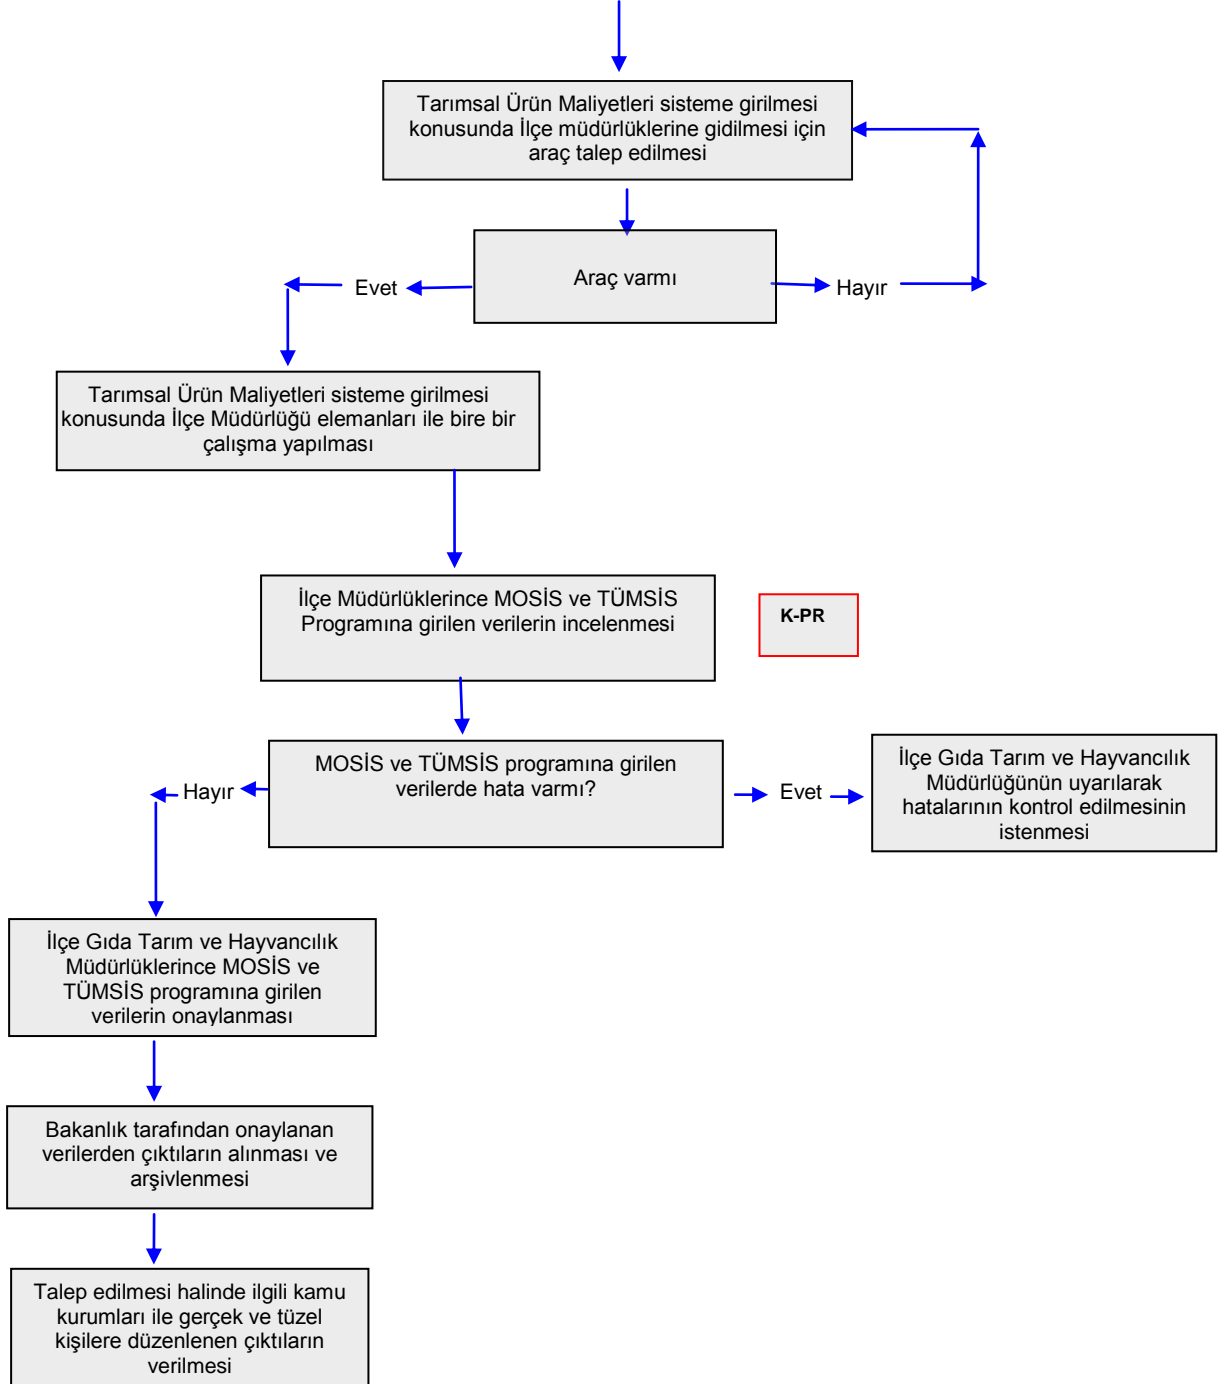 Tarımsal Ürün Maliyetleri sisteme girilmesi
konusunda İlçe müdürlüklerine gidilmesi için
araç talep edilmesi
Araç varmı
Evet
Hayır
Tarımsal Ürün Maliyetleri sisteme girilmesi
konusunda İlçe Müdürlüğü elemanları ile bire bir
çalışma yapılması
İlçe Müdürlüklerince MOSİS ve TÜMSİS
Programına girilen verilerin incelenmesi
K-PR
MOSİS ve TÜMSİS programına girilen
verilerde hata varmı?
Hayır
Evet
İlçe Gıda Tarım ve Hayvancılık
Müdürlüğünün uyarılarak
hatalarının kontrol edilmesinin
istenmesi
İlçe Gıda Tarım ve Hayvancılık
Müdürlüklerince MOSİS ve
TÜMSİS programına girilen
verilerin onaylanması
Bakanlık tarafından onaylanan
verilerden çıktıların alınması ve
arşivlenmesi
Talep edilmesi halinde ilgili kamu
kurumları ile gerçek ve tüzel
kişilere düzenlenen çıktıların
verilmesi